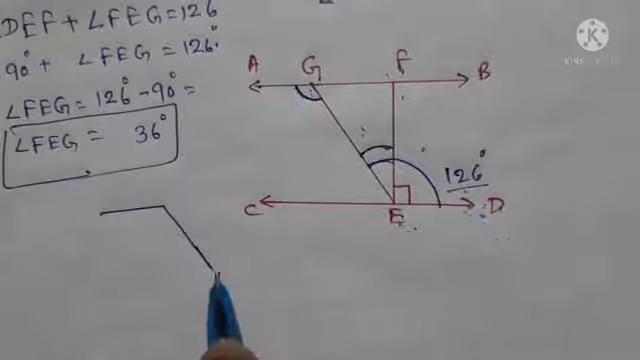 DEF + ∠FEG = 126
90° + ∠FEG = 126°
∠FEG = 126° - 90° =
∠FEG = 36°
A G F B
126°
C E D